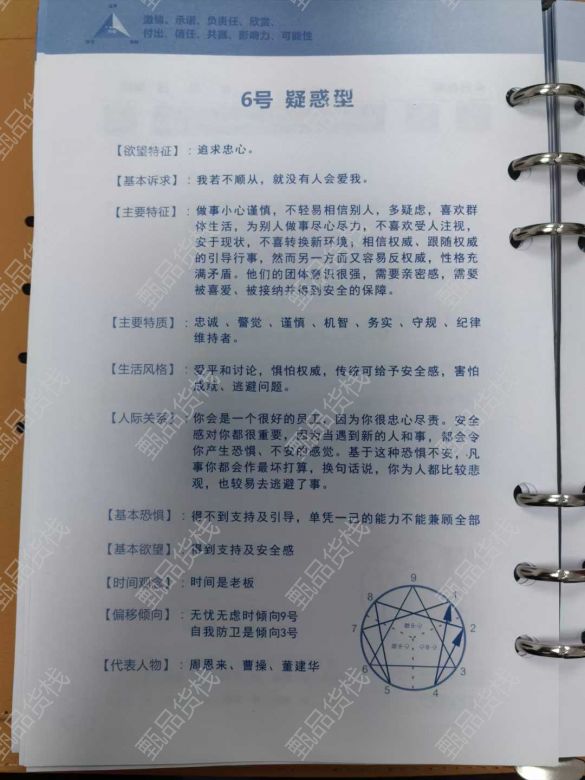 激情、承诺、负责任、欣赏、
付出、信任、共赢、影响力、可能性
6号 疑惑型
【欲望特征】：追求忠心。
【基本诉求】：我若不顺从，就没有人会爱我。
【主要特征】：做事小心谨慎，不轻易相信别人，多疑虑，喜欢群
体生活，为别人做事尽心尽力，不喜欢受人注视，
安于现状，不喜转换新环境；相信权威、跟随权威
的引导行事，然而另一方面又容易反权威，性格充
满矛盾。他们的团体意识很强，需要亲密感，需要
被喜爱、被接纳并得到安全的保障。
【主要特质】：忠诚、警觉、谨慎、机智、务实、守规、纪律
维持者。
【生活风格】：爱平和讨论，惧怕权威，传统可给予安全感，害怕
成就、逃避问题。
【人际关系】：你会是一个很好的员工，因为你很忠心尽责。安全
感对你都很重要，因为当遇到新的人和事，都会令
你产生恐惧、不安的感觉。基于这种恐惧不安，凡
事你都会作最坏打算，换句话说，你为人都比较悲
观，也较易去逃避了事。
【基本恐惧】：得不到支持及引导，单凭一己的能力不能兼顾全部
【基本欲望】：得到支持及安全感
【时间观念】：时间是老板
【偏移倾向】：无忧无虑时倾向9号
自我防卫是倾向3号
【代表人物】：周恩来、曹操、董建华
9
8
1
7
2
6
3
5
4
甄品货栈